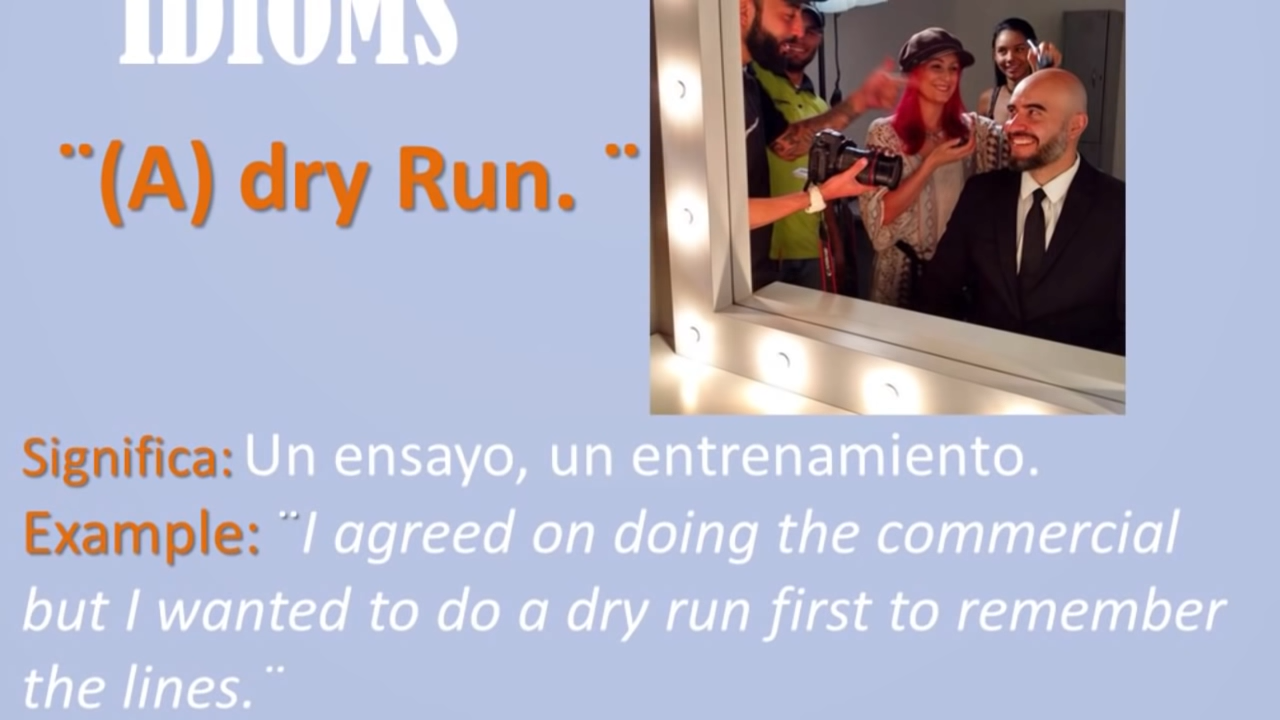 IDIOMS
¨(A) dry Run. ¨
Significa: Un ensayo, un entrenamiento.
Example: ¨I agreed on doing the commercial
but I wanted to do a dry run first to remember
the lines.¨